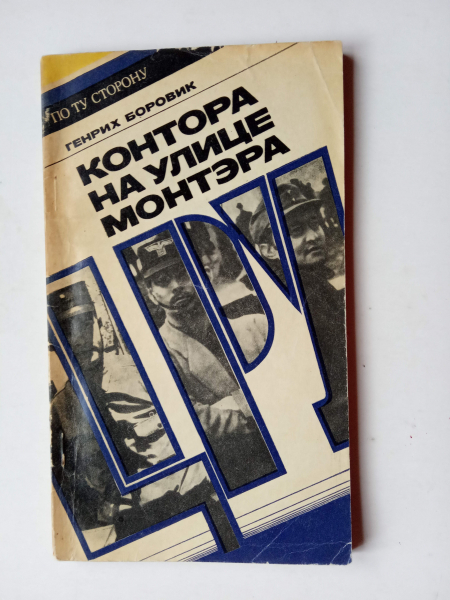 ПО ТУ СТОРОНУ
ГЕНРИХ БОРОВИК
КОНТОРА
НА УЛИЦЕ
МОНТЭРА
ЦРУ